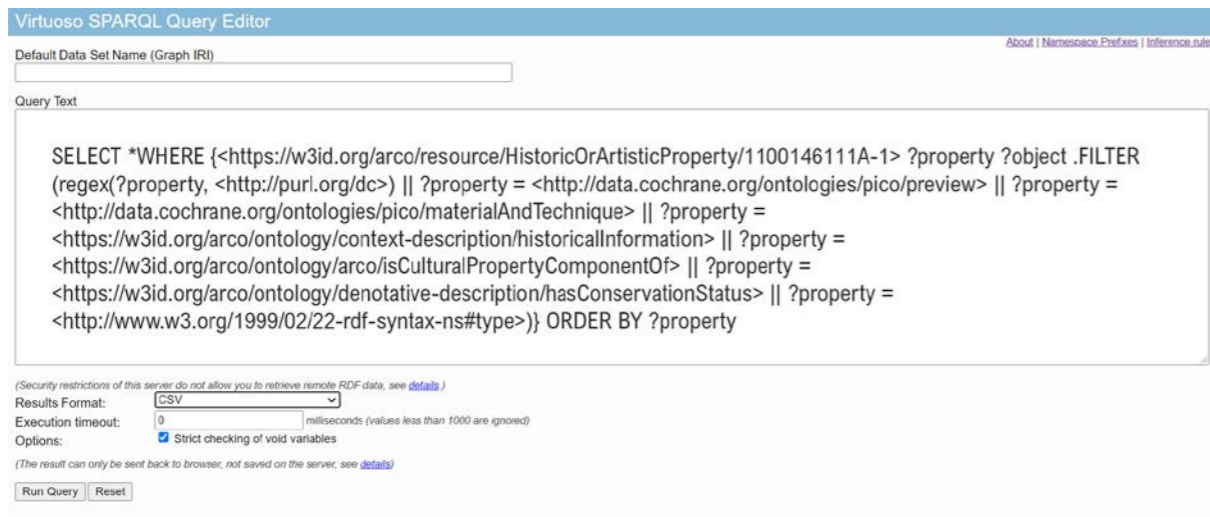 Virtuoso SPARQL Query Editor
About | Namespace Prefixes | Inference rule
Default Data Set Name (Graph IRI)
Query Text
SELECT *WHERE {<https://w3id.org/arco/resource/HistoricOrArtisticProperty/1100146111A-1> ?property ?object .FILTER
(regex(?property, <http://purl.org/dc>) || ?property = <http://data.cochrane.org/ontologies/pico/preview> || ?property =
<http://data.cochrane.org/ontologies/pico/materialAndTechnique> || ?property =
<https://w3id.org/arco/ontology/context-description/historicalInformation> || ?property =
<https://w3id.org/arco/ontology/arco/isCulturalPropertyComponentOf> || ?property =
<https://w3id.org/arco/ontology/denotative-description/hasConservationStatus> || ?property =
<http://www.w3.org/1999/02/22-rdf-syntax-ns#type>)} ORDER BY ?property
(Security restrictions of this server do not allow you to retrieve remote RDF data, see details.)
Results Format: CSV
Execution timeout: 0 milliseconds (values less than 1000 are ignored)
Options: Strict checking of void variables
(The result can only be sent back to browser, not saved on the server, see details)
Run Query Reset